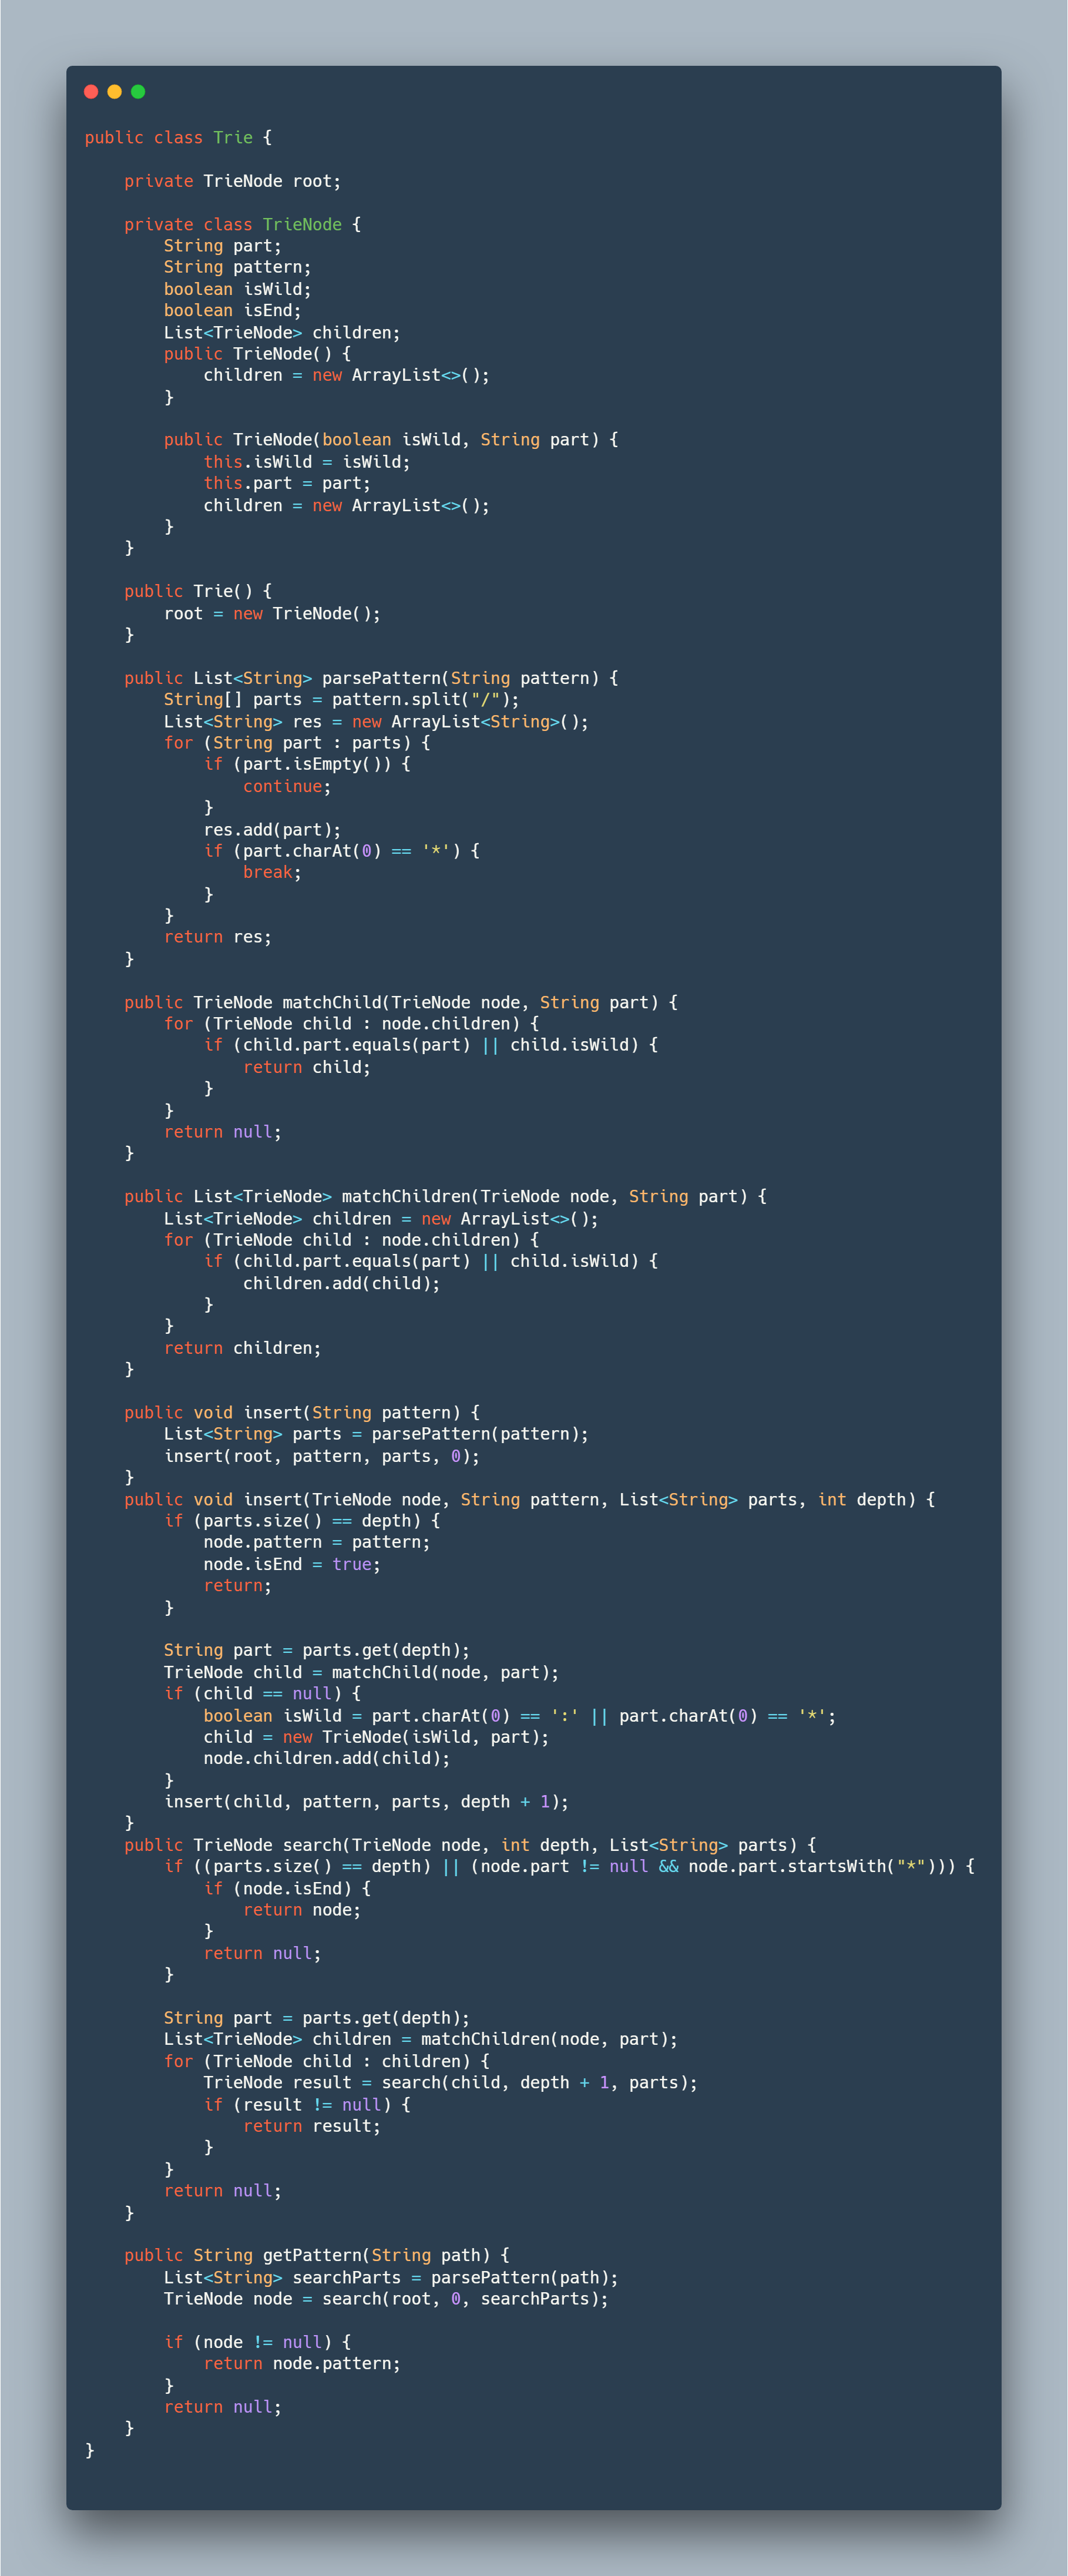 public class Trie {

    private TrieNode root;

    private class TrieNode {
        String part;
        String pattern;
        boolean isWild;
        boolean isEnd;
        List<TrieNode> children;
        public TrieNode() {
            children = new ArrayList<>();
        }

        public TrieNode(boolean isWild, String part) {
            this.isWild = isWild;
            this.part = part;
            children = new ArrayList<>();
        }
    }

    public Trie() {
        root = new TrieNode();
    }

    public List<String> parsePattern(String pattern) {
        String[] parts = pattern.split("/");
        List<String> res = new ArrayList<String>();
        for (String part : parts) {
            if (part.isEmpty()) {
                continue;
            }
            res.add(part);
            if (part.charAt(0) == '*') {
                break;
            }
        }
        return res;
    }

    public TrieNode matchChild(TrieNode node, String part) {
        for (TrieNode child : node.children) {
            if (child.part.equals(part) || child.isWild) {
                return child;
            }
        }
        return null;
    }

    public List<TrieNode> matchChildren(TrieNode node, String part) {
        List<TrieNode> children = new ArrayList<>();
        for (TrieNode child : node.children) {
            if (child.part.equals(part) || child.isWild) {
                children.add(child);
            }
        }
        return children;
    }

    public void insert(String pattern) {
        List<String> parts = parsePattern(pattern);
        insert(root, pattern, parts, 0);
    }
    public void insert(TrieNode node, String pattern, List<String> parts, int depth) {
        if (parts.size() == depth) {
            node.pattern = pattern;
            node.isEnd = true;
            return;
        }

        String part = parts.get(depth);
        TrieNode child = matchChild(node, part);
        if (child == null) {
            boolean isWild = part.charAt(0) == ':' || part.charAt(0) == '*';
            child = new TrieNode(isWild, part);
            node.children.add(child);
        }
        insert(child, pattern, parts, depth + 1);
    }
    public TrieNode search(TrieNode node, int depth, List<String> parts) {
        if ((parts.size() == depth) || (node.part != null && node.part.startsWith("*"))) {
            if (node.isEnd) {
                return node;
            }
            return null;
        }

        String part = parts.get(depth);
        List<TrieNode> children = matchChildren(node, part);
        for (TrieNode child : children) {
            TrieNode result = search(child, depth + 1, parts);
            if (result != null) {
                return result;
            }
        }
        return null;
    }

    public String getPattern(String path) {
        List<String> searchParts = parsePattern(path);
        TrieNode node = search(root, 0, searchParts);

        if (node != null) {
            return node.pattern;
        }
        return null;
    }
}